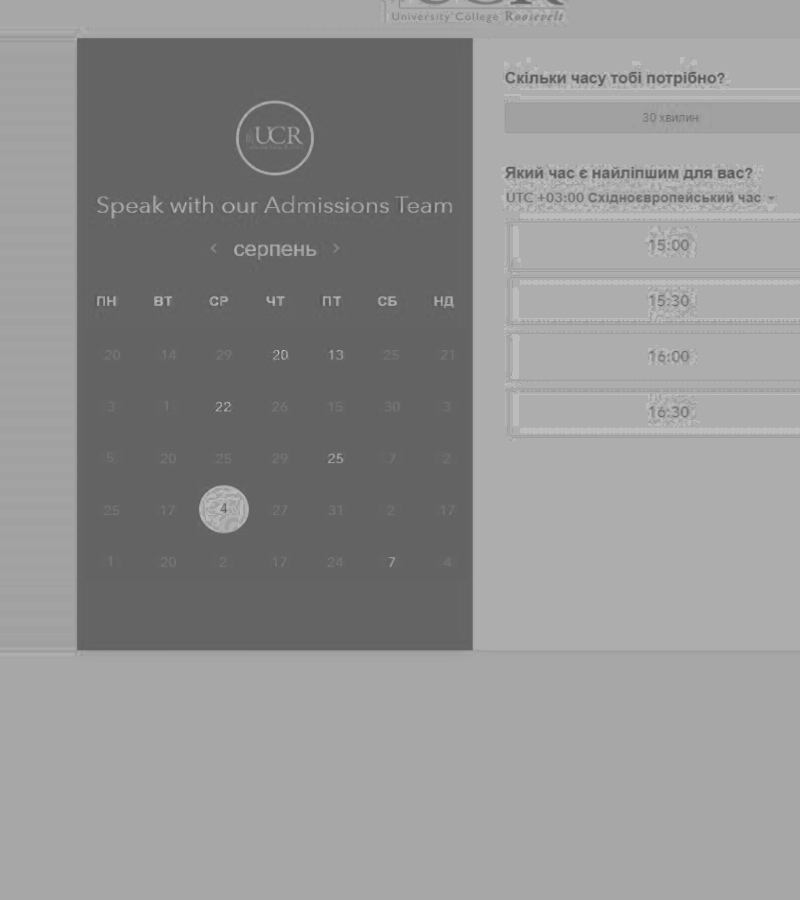 UCR
University College Roosevelt
UCR
Speak with our Admissions Team
‹ серпень ›
ПН ВТ СР ЧТ ПТ СБ НД
20 14 29 20 13 25 21
3 1 22 26 15 30 3
5 20 25 29 25 7 2
25 17 4 27 31 2 17
1 20 2 17 24 7 4
Скільки часу тобі потрібно?
30 хвилин
Який час є найліпшим для вас?
UTC +03:00 Східноєвропейський час
15:00
15:30
16:00
16:30